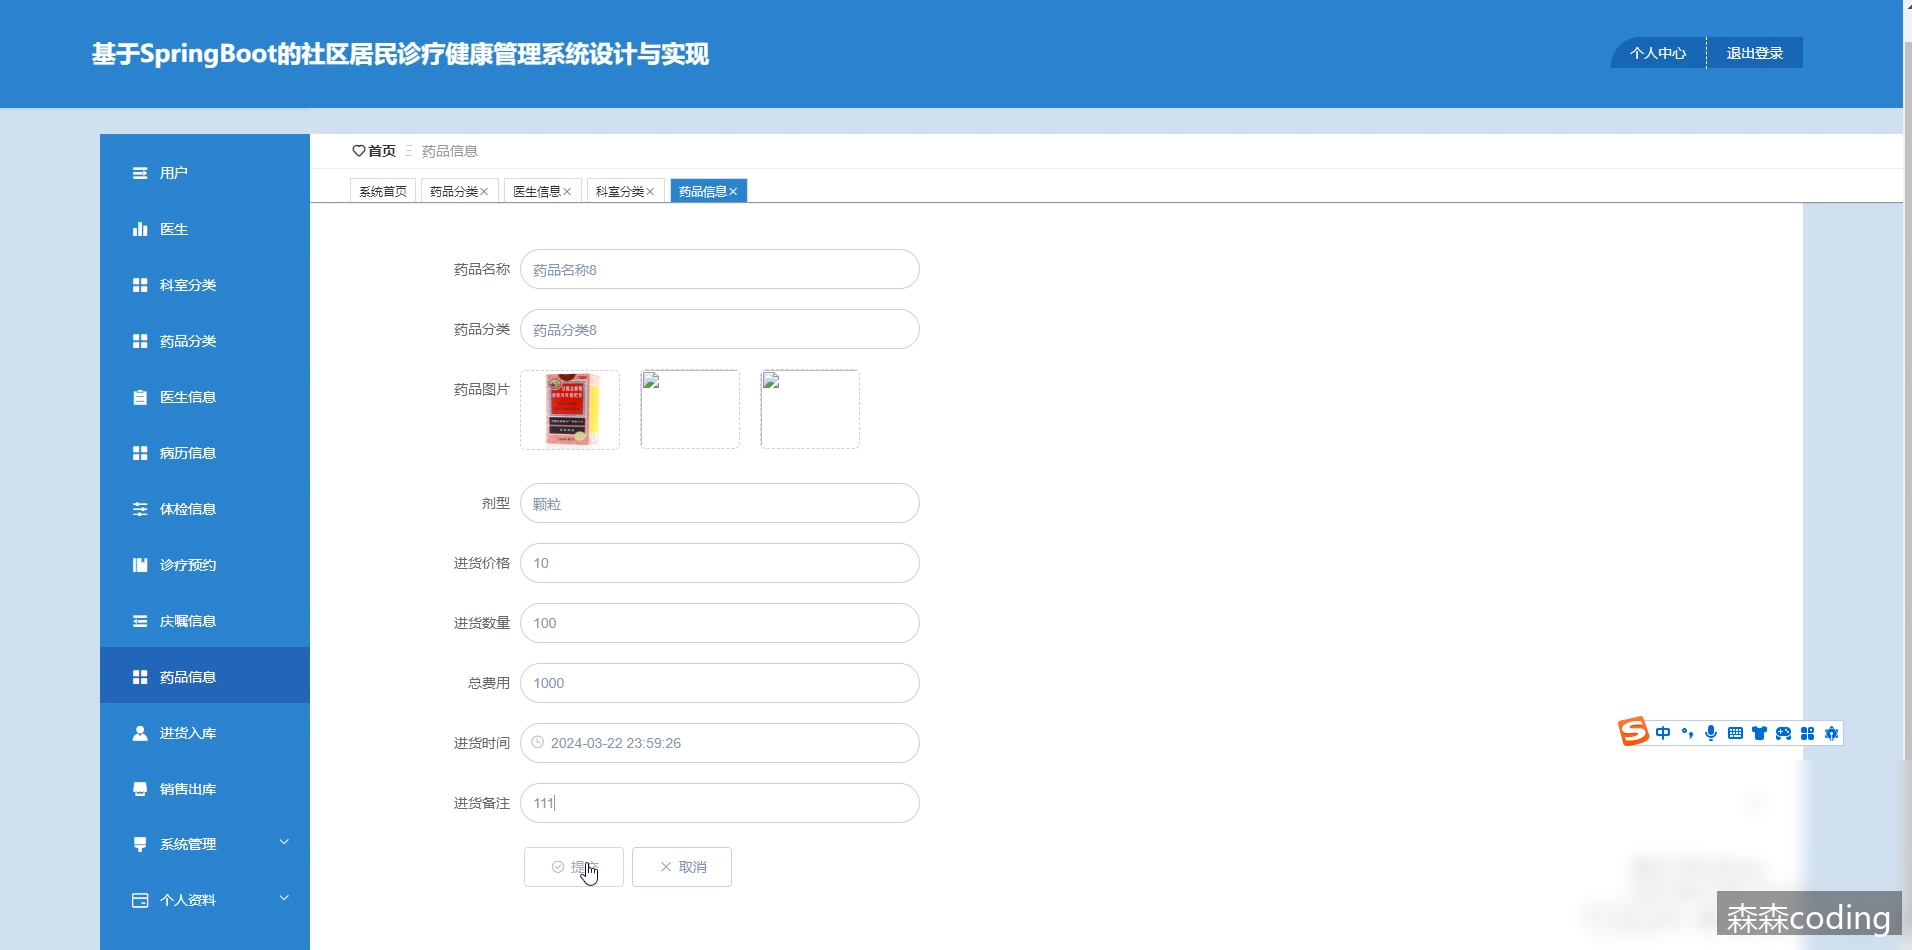 基于SpringBoot的社区居民诊疗健康管理系统设计与实现
个人中心
退出登录
首页
药品信息
系统首页
药品分类
医生信息
科室分类
药品信息
用户
医生
科室分类
药品分类
医生信息
病历信息
体检信息
诊疗预约
庆嘱信息
药品信息
进货入库
销售出库
系统管理
个人资料
药品名称
药品名称8
药品分类
药品分类8
药品图片
剂型
颗粒
进货价格
10
进货数量
100
总费用
1000
进货时间
2024-03-22 23:59:26
进货备注
111
提交
取消
中
森森coding